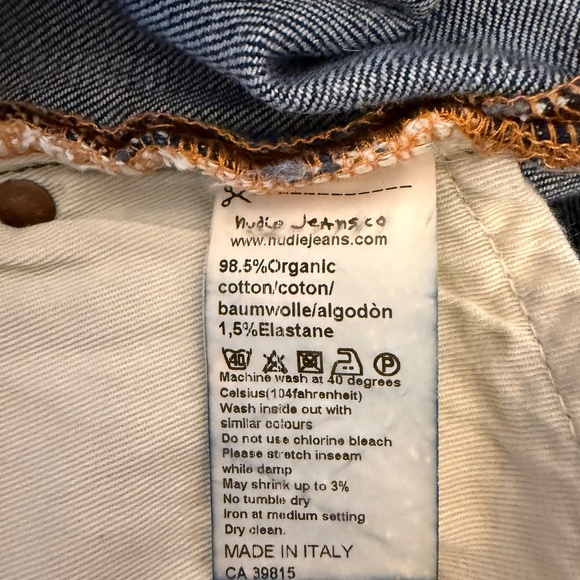 nudie Jeans co
www.nudiejeans.com
98.5%Organic
cotton/coton/
baumwolle/algodòn
1,5%Elastane
40 P
Machine wash at 40 degrees
Celsius(104fahrenheit)
Wash inside out with
similar colours
Do not use chlorine bleach
Please stretch inseam
while damp
May shrink up to 3%
No tumble dry
Iron at medium setting
Dry clean.
MADE IN ITALY
CA 39815